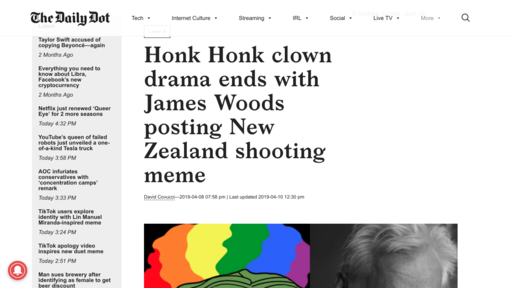 The Daily Dot
Tech
Internet Culture
Streaming
IRL
Social
Live TV
More
Taylor Swift accused of
copying Beyoncé—again
2 Months Ago
Everything you need to
know about Libra,
Facebook's new
cryptocurrency
2 Months Ago
Netflix just renewed 'Queer
Eye' for 2 more seasons
Today 4:32 PM
YouTube's queen of failed
robots just unveiled a one-
of-a-kind Tesla truck
Today 3:58 PM
AOC infuriates
conservatives with
'concentration camps'
remark
Today 3:33 PM
TikTok users explore
identity with Lin Manuel
Miranda-inspired meme
Today 3:24 PM
TikTok apology video
inspires new duet meme
Today 2:51 PM
Man sues brewery after
identifying as female to get
beer discount
Honk Honk clown
drama ends with
James Woods
posting New
Zealand shooting
meme
David Covucci—2019-04-08 07:58 pm | Last updated 2019-04-10 12:30 pm